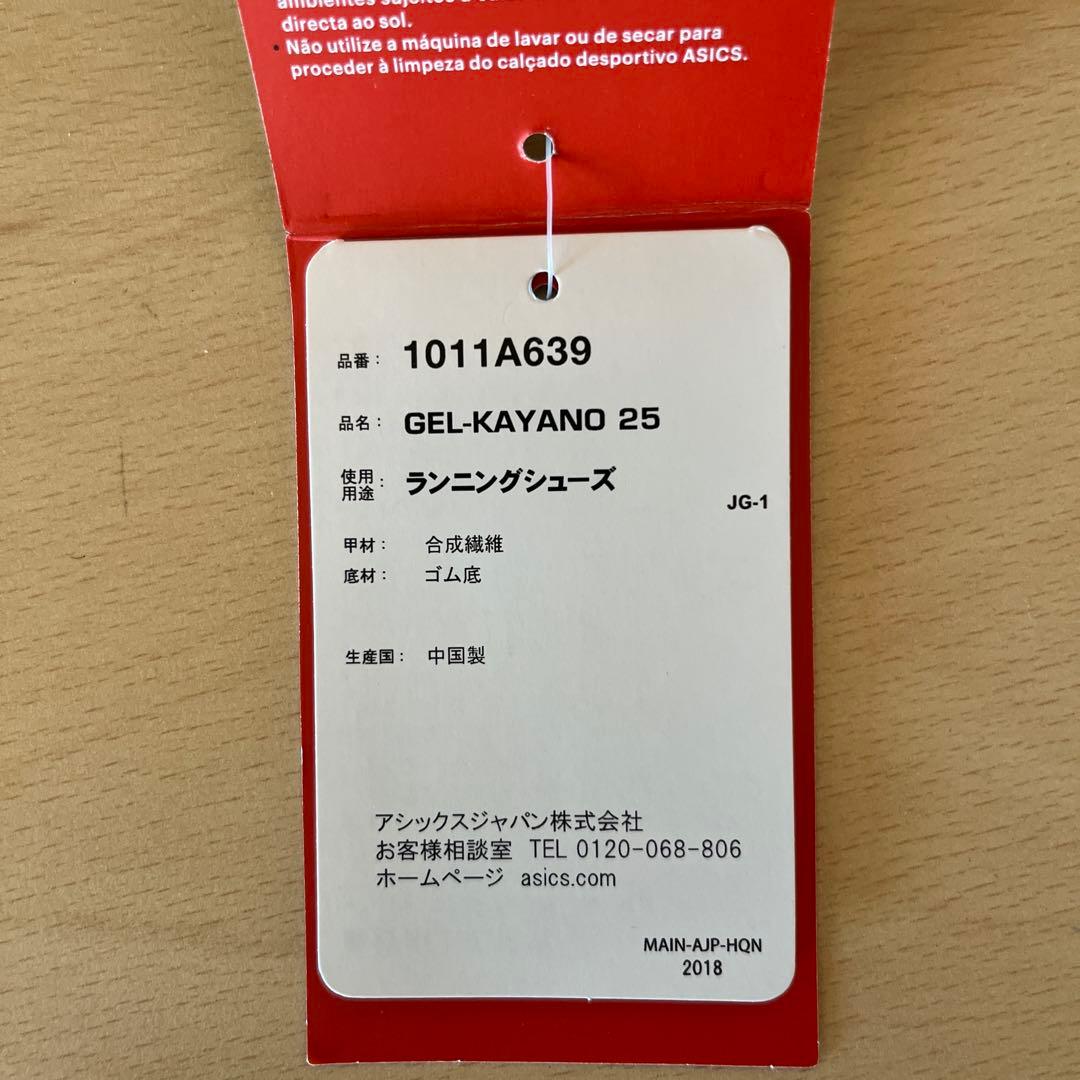 directa ao sol.
• Não utilize a máquina de lavar ou de secar para
proceder à limpeza do calçado desportivo ASICS.
品番： 1011A639
品名： GEL-KAYANO 25
使用用途： ランニングシューズ
JG-1
甲材： 合成繊維
底材： ゴム底
生産国： 中国製
アシックスジャパン株式会社
お客様相談室 TEL 0120-068-806
ホームページ asics.com
MAIN-AJP-HQN
2018